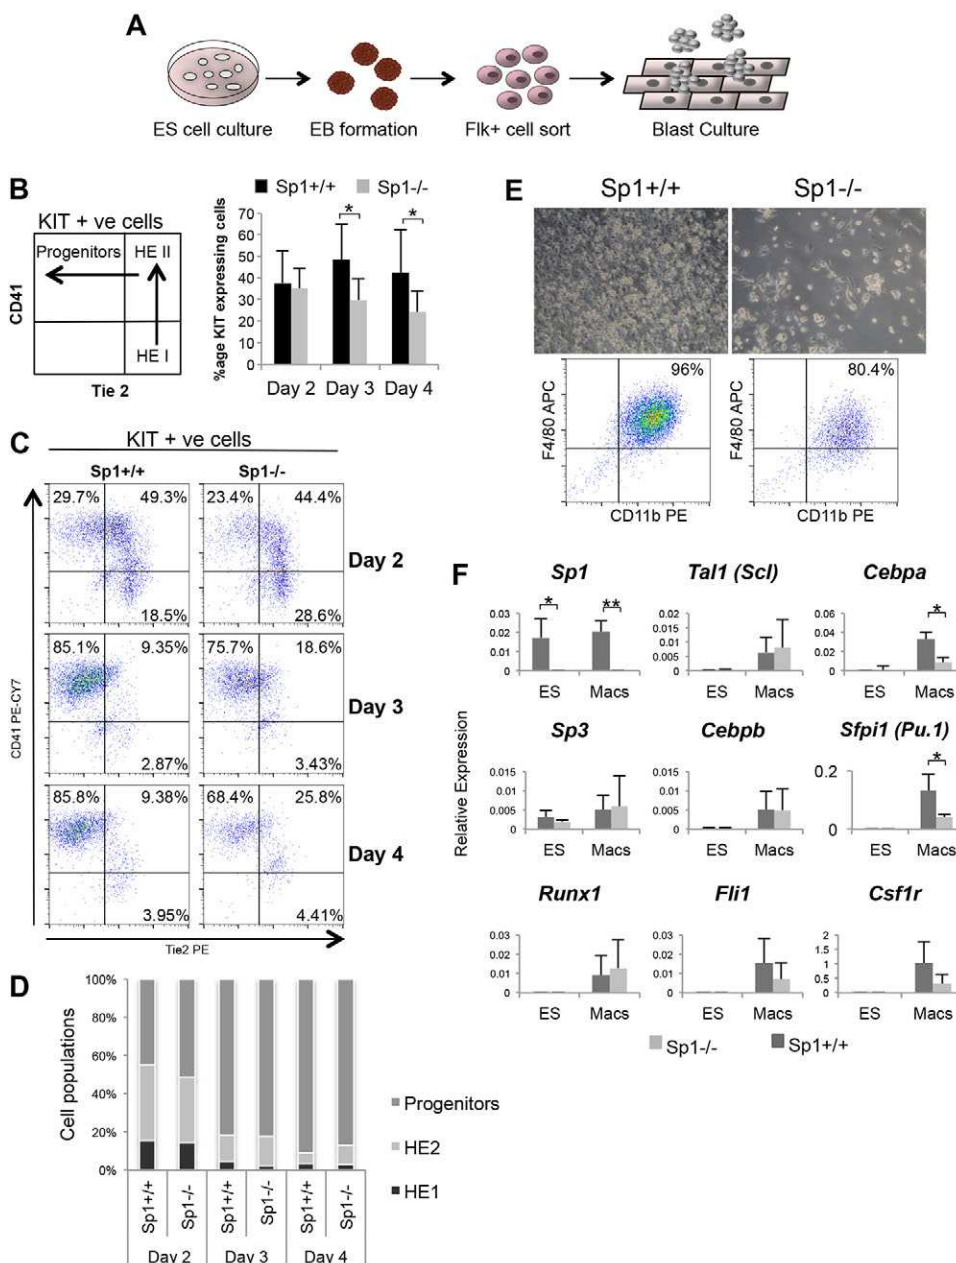 A
ES cell culture EB formation Flk+ cell sort Blast Culture
B
KIT + ve cells
Progenitors HE II
HE I
CD41
Tie 2
Sp1+/+ Sp1-/-
%age KIT expressing cells
70
60
50
40
30
20
10
0
* *
Day 2 Day 3 Day 4
C
KIT + ve cells
Sp1+/+ Sp1-/-
29.7% 49.3% 23.4% 44.4%
Day 2
18.5% 28.6%
85.1% 9.35% 75.7% 18.6%
Day 3
2.87% 3.43%
85.8% 9.38% 68.4% 25.8%
Day 4
3.95% 4.41%
CD41 PE-CY7
Tie2 PE
D
Cell populations
100%
80%
60%
40%
20%
0%
Sp1+/+ Sp1-/- Sp1+/+ Sp1-/- Sp1+/+ Sp1-/-
Day 2 Day 3 Day 4
Progenitors
HE2
HE1
E
Sp1+/+ Sp1-/-
96% 80.4%
F4/80 APC F4/80 APC
CD11b PE CD11b PE
F
Relative Expression
Sp1
0.03
0.02
0.01
0
* **
ES Macs
Tal1 (Scl)
0.02
0.015
0.01
0.005
0
ES Macs
Cebpa
0.06
0.04
0.02
0
*
ES Macs
Sp3
0.015
0.01
0.005
0
ES Macs
Cebpb
0.015
0.01
0.005
0
ES Macs
Sfpi1 (Pu.1)
0.2
0
*
ES Macs
Runx1
0.03
0.02
0.01
0
ES Macs
Fli1
0.03
0.02
0.01
0
ES Macs
Csf1r
2
1.5
1
0.5
0
ES Macs
Sp1-/- Sp1+/+